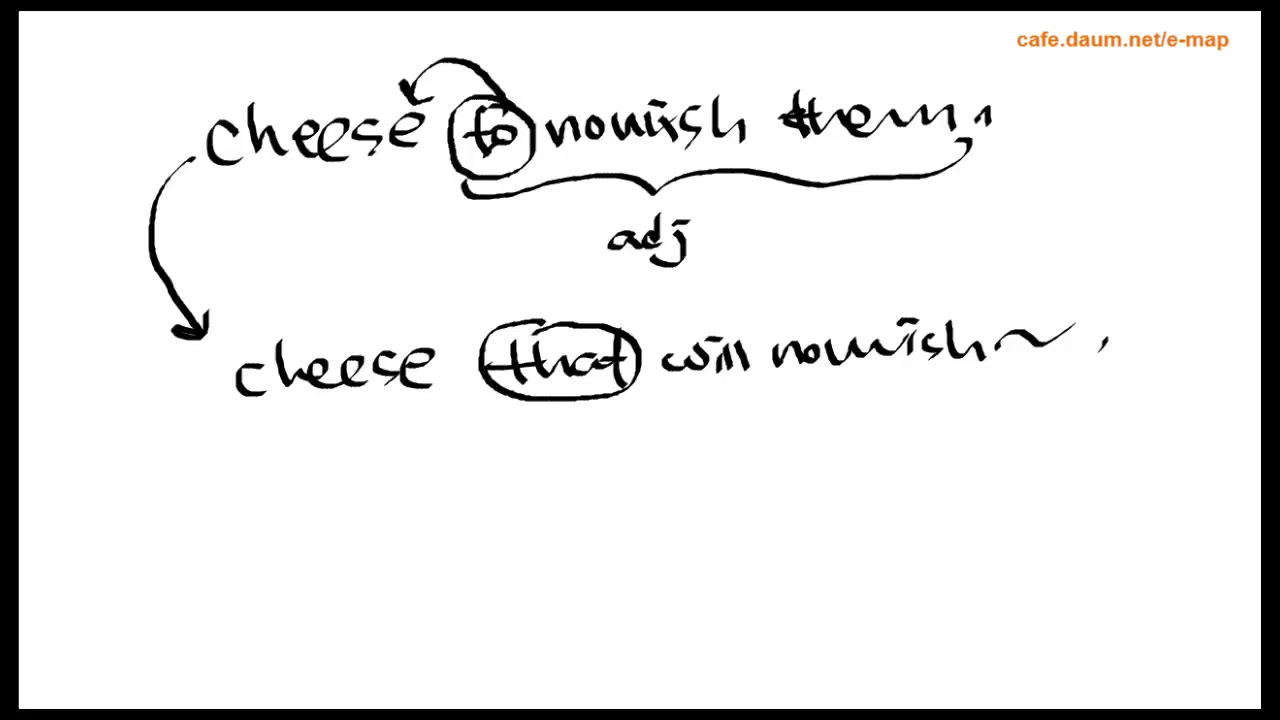 cafe.daum.net/e-map
cheese to nourish them,
adj
cheese that will nourish ~ ,